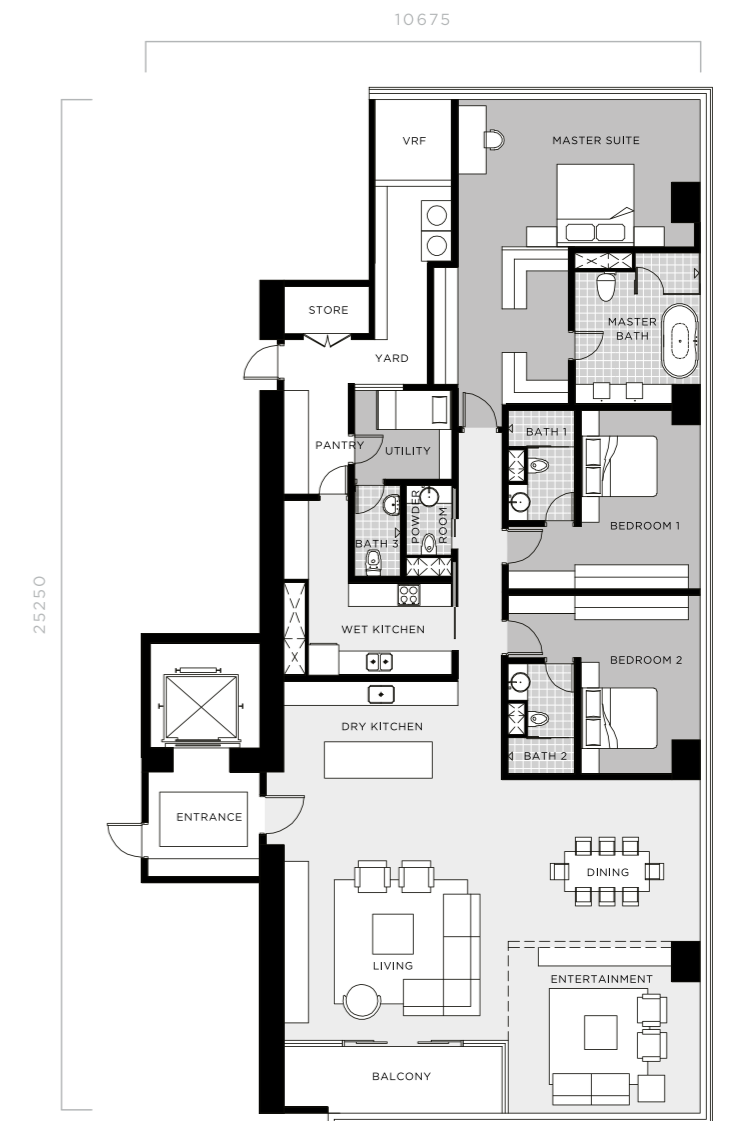 10675
VRF
MASTER SUITE
STORE
MASTER
BATH
YARD
BATH 1
PANTRY
UTILITY
POWDER
ROOM
BEDROOM 1
BATH 3
25250
WET KITCHEN
BEDROOM 2
DRY KITCHEN
BATH 2
ENTRANCE
DINING
LIVING
ENTERTAINMENT
BALCONY